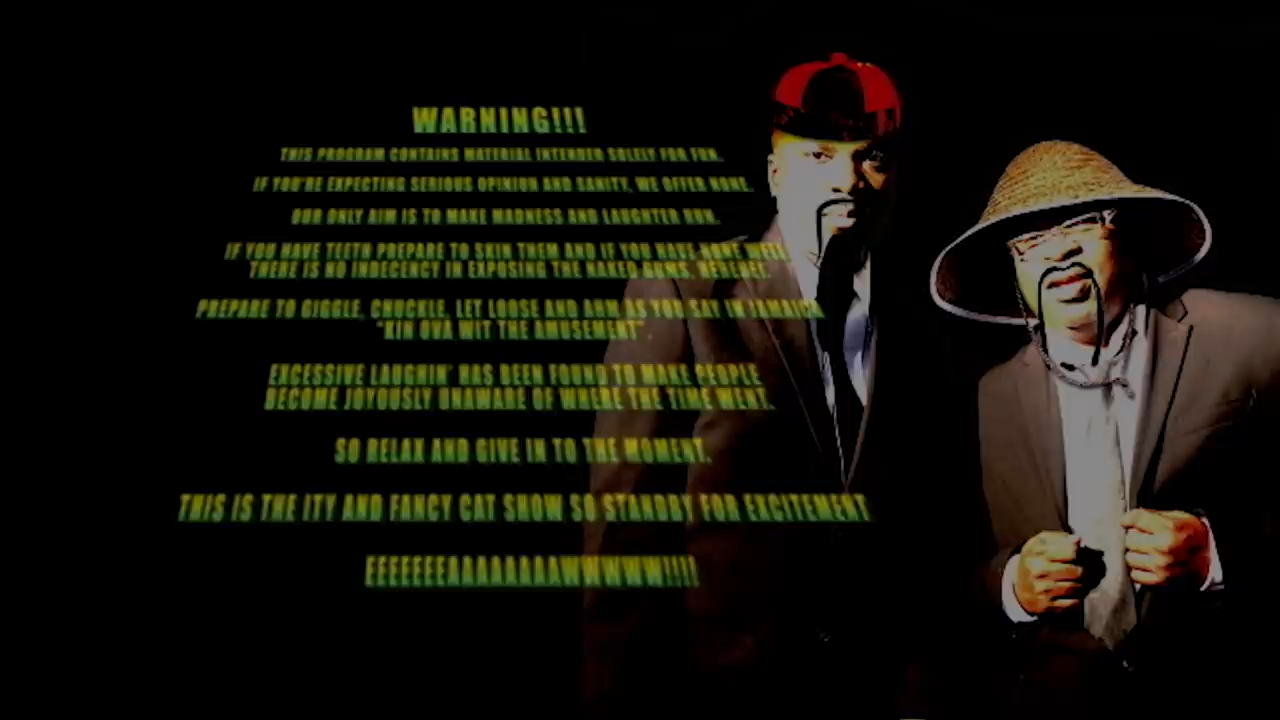 WARNING!!!
THIS PROGRAM CONTAINS MATERIAL INTENDED SOLELY FOR FUN.
IF YOU'RE EXPECTING SERIOUS OPINION AND SANITY, WE OFFER NONE.
OUR ONLY AIM IS TO MAKE MADNESS AND LAUGHTER RUN.
IF YOU HAVE TEETH PREPARE TO SKIN THEM AND IF YOU HAVE NONE WELL
THERE IS NO INDECENCY IN EXPOSING THE NAKED GUMS,
PREPARE TO GIGGLE, CHUCKLE, LET LOOSE AND AHM AS YOU SAY IN JAMAICA
"KIN OVA WIT THE AMUSEMENT".
EXCESSIVE LAUGHIN' HAS BEEN FOUND TO MAKE PEOPLE
BECOME JOYOUSLY UNAWARE OF WHERE THE TIME WENT.
SO RELAX AND GIVE IN TO THE MOMENT.
THIS IS THE ITY AND FANCY CAT SHOW SO STANDBY FOR EXCITEMENT
EEEEEEEAAAAAAAAWWWWW!!!!!